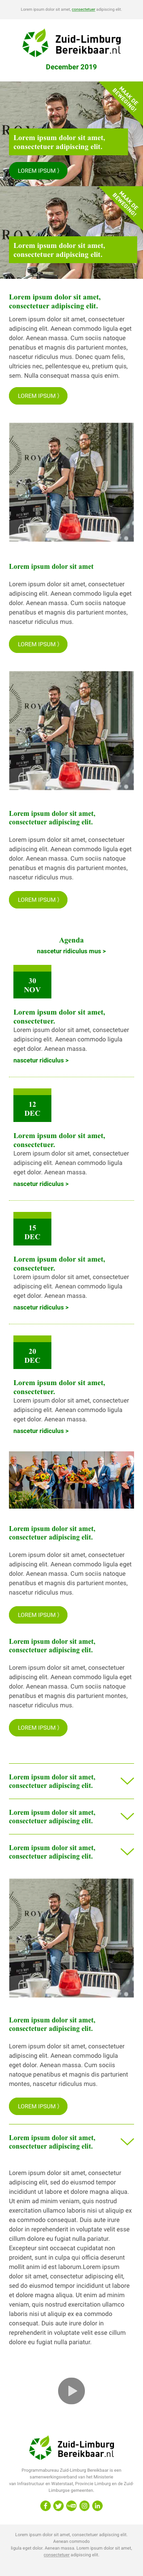 Lorem ipsum dolor sit amet, consectetuer adipiscing elit.
Zuid-Limburg
Bereikbaar.nl
December 2019
MAAK DE
BEWEGING!
Lorem ipsum dolor sit amet,
consectetuer adipiscing elit.
LOREM IPSUM
MAAK DE
BEWEGING!
Lorem ipsum dolor sit amet,
consectetuer adipiscing elit.
Lorem ipsum dolor sit amet,
consectetuer adipiscing elit.
Lorem ipsum dolor sit amet, consectetuer
adipiscing elit. Aenean commodo ligula eget
dolor. Aenean massa. Cum sociis natoque
penatibus et magnis dis parturient montes,
nascetur ridiculus mus. Donec quam felis,
ultricies nec, pellentesque eu, pretium quis,
sem. Nulla consequat massa quis enim.
LOREM IPSUM
Lorem ipsum dolor sit amet
Lorem ipsum dolor sit amet, consectetuer
adipiscing elit. Aenean commodo ligula eget
dolor. Aenean massa. Cum sociis natoque
penatibus et magnis dis parturient montes,
nascetur ridiculus mus.
LOREM IPSUM
Lorem ipsum dolor sit amet,
consectetuer adipiscing elit.
Lorem ipsum dolor sit amet, consectetuer
adipiscing elit. Aenean commodo ligula eget
dolor. Aenean massa. Cum sociis natoque
penatibus et magnis dis parturient montes,
nascetur ridiculus mus.
LOREM IPSUM
Agenda
nascetur ridiculus mus >
30
NOV
Lorem ipsum dolor sit amet,
consectetuer.
Lorem ipsum dolor sit amet, consectetuer
adipiscing elit. Aenean commodo ligula
eget dolor. Aenean massa.
nascetur ridiculus >
12
DEC
Lorem ipsum dolor sit amet,
consectetuer.
Lorem ipsum dolor sit amet, consectetuer
adipiscing elit. Aenean commodo ligula
eget dolor. Aenean massa.
nascetur ridiculus >
15
DEC
Lorem ipsum dolor sit amet,
consectetuer.
Lorem ipsum dolor sit amet, consectetuer
adipiscing elit. Aenean commodo ligula
eget dolor. Aenean massa.
nascetur ridiculus >
20
DEC
Lorem ipsum dolor sit amet,
consectetuer.
Lorem ipsum dolor sit amet, consectetuer
adipiscing elit. Aenean commodo ligula
eget dolor. Aenean massa.
nascetur ridiculus >
Lorem ipsum dolor sit amet,
consectetuer adipiscing elit.
Lorem ipsum dolor sit amet, consectetuer
adipiscing elit. Aenean commodo ligula eget
dolor. Aenean massa. Cum sociis natoque
penatibus et magnis dis parturient montes,
nascetur ridiculus mus.
LOREM IPSUM
Lorem ipsum dolor sit amet,
consectetuer adipiscing elit.
Lorem ipsum dolor sit amet, consectetuer
adipiscing elit. Aenean commodo ligula eget
dolor. Aenean massa. Cum sociis natoque
penatibus et magnis dis parturient montes,
nascetur ridiculus mus.
LOREM IPSUM
Lorem ipsum dolor sit amet,
consectetuer adipiscing elit.
Lorem ipsum dolor sit amet,
consectetuer adipiscing elit.
Lorem ipsum dolor sit amet,
consectetuer adipiscing elit.
Lorem ipsum dolor sit amet,
consectetuer adipiscing elit.
Lorem ipsum dolor sit amet, consectetuer
adipiscing elit. Aenean commodo ligula
eget dolor. Aenean massa. Cum sociis
natoque penatibus et magnis dis parturient
montes, nascetur ridiculus mus.
LOREM IPSUM
Lorem ipsum dolor sit amet,
consectetuer adipiscing elit.
Lorem ipsum dolor sit amet, consectetur
adipiscing elit, sed do eiusmod tempor
incididunt ut labore et dolore magna aliqua.
Ut enim ad minim veniam, quis nostrud
exercitation ullamco laboris nisi ut aliquip ex
ea commodo consequat. Duis aute irure
dolor in reprehenderit in voluptate velit esse
cillum dolore eu fugiat nulla pariatur.
Excepteur sint occaecat cupidatat non
proident, sunt in culpa qui officia deserunt
mollit anim id est laborum.Lorem ipsum
dolor sit amet, consectetur adipiscing elit,
sed do eiusmod tempor incididunt ut labore
et dolore magna aliqua. Ut enim ad minim
veniam, quis nostrud exercitation ullamco
laboris nisi ut aliquip ex ea commodo
consequat. Duis aute irure dolor in
reprehenderit in voluptate velit esse cillum
dolore eu fugiat nulla pariatur.
Zuid-Limburg
Bereikbaar.nl
Programmabureau Zuid-Limburg Bereikbaar is een
samenwerkingsverband van het Ministerie
van Infrastructuur en Waterstaat, Provincie Limburg en de Zuid-
Limburgse gemeenten.
Lorem ipsum dolor sit amet, consectetuer adipiscing elit.
Aenean commodo
ligula eget dolor. Aenean massa. Lorem ipsum dolor sit amet,
consectetuer adipiscing elit.